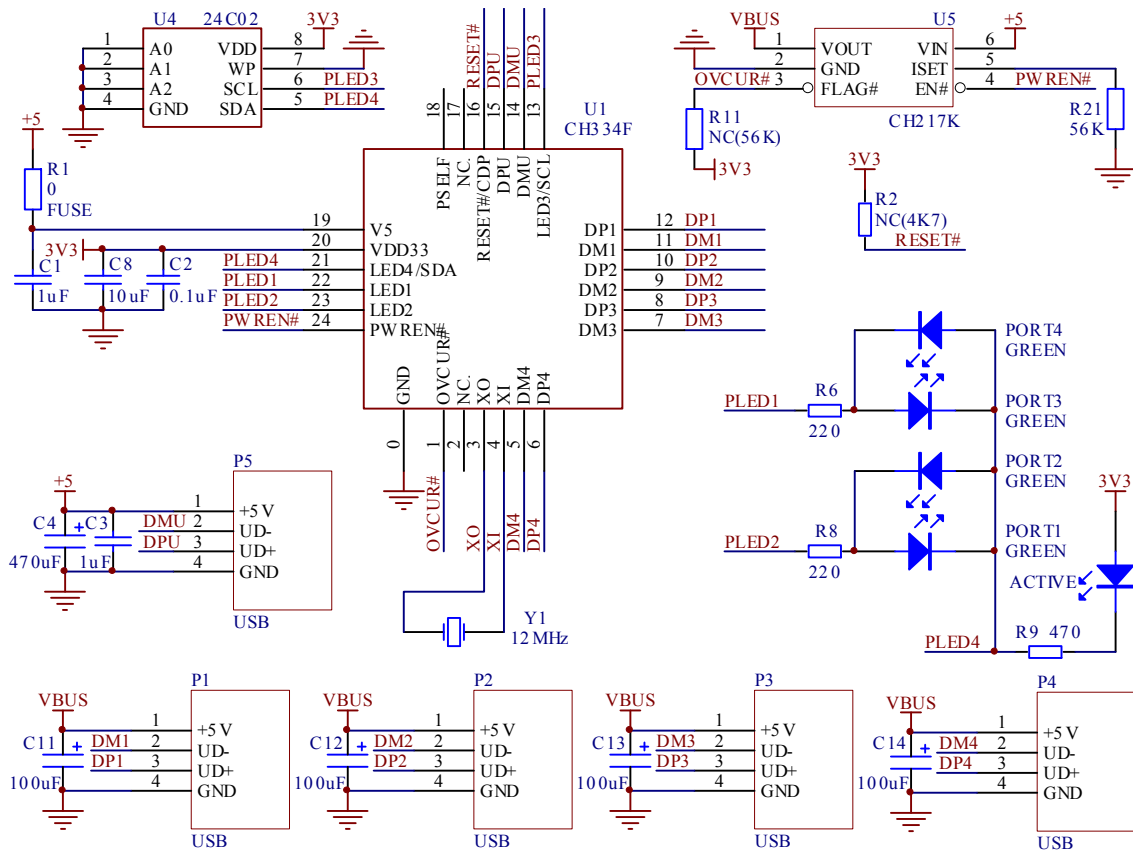 U4 24C02
1 A0 VDD 8 3V3
2 A1 WP 7
3 A2 SCL 6 PLED3
4 GND SDA 5 PLED4
+5
R1
0
FUSE
3V3
C1
1uF
C8
10uF
C2
0.1uF
RESET# DPU DMU PLED3
18 17 16 15 14 13
U1
CH334F
PSELF NC. RESET#/CDP DPU DMU LED3/SCL
19 V5
20 VDD33
PLED4 21 LED4/SDA
PLED1 22 LED1
PLED2 23 LED2
PWREN# 24 PWREN#
DP1 12 DP1
DM1 11 DM1
DP2 10 DP2
DM2 9 DM2
DP3 8 DP3
DM3 7 DM3
GND OVCUR# NC. XO XI DM4 DP4
0 1 2 3 4 5 6
OVCUR# XO XI DM4 DP4
Y1
12MHz
VBUS U5 +5
1 VOUT VIN 6
2 GND ISET 5
OVCUR# 3 FLAG# EN# 4 PWREN#
CH217K
R11
NC(56K)
3V3
R21
56K
3V3
R2
NC(4K7)
RESET#
PORT4
GREEN
PLED1 R6
220
PORT3
GREEN
PORT2
GREEN
PLED2 R8
220
PORT1
GREEN
3V3
ACTIVE
PLED4 R9 470
P5
+5
C4
470uF
C3
1uF
1 +5V
DMU 2 UD-
DPU 3 UD+
4 GND
USB
P1
VBUS
C11
100uF
1 +5V
DM1 2 UD-
DP1 3 UD+
4 GND
USB
P2
VBUS
C12
100uF
1 +5V
DM2 2 UD-
DP2 3 UD+
4 GND
USB
P3
VBUS
C13
100uF
1 +5V
DM3 2 UD-
DP3 3 UD+
4 GND
USB
P4
VBUS
C14
100uF
1 +5V
DM4 2 UD-
DP4 3 UD+
4 GND
USB